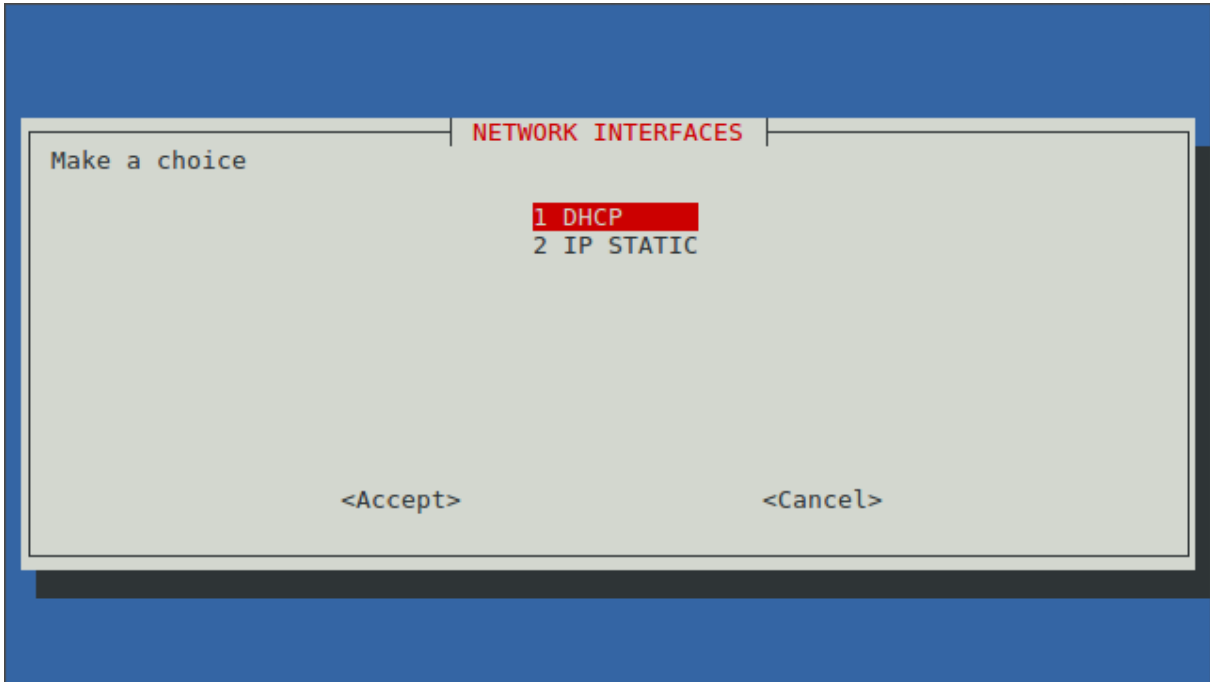 NETWORK INTERFACES
Make a choice
1 DHCP
2 IP STATIC
<Accept> <Cancel>